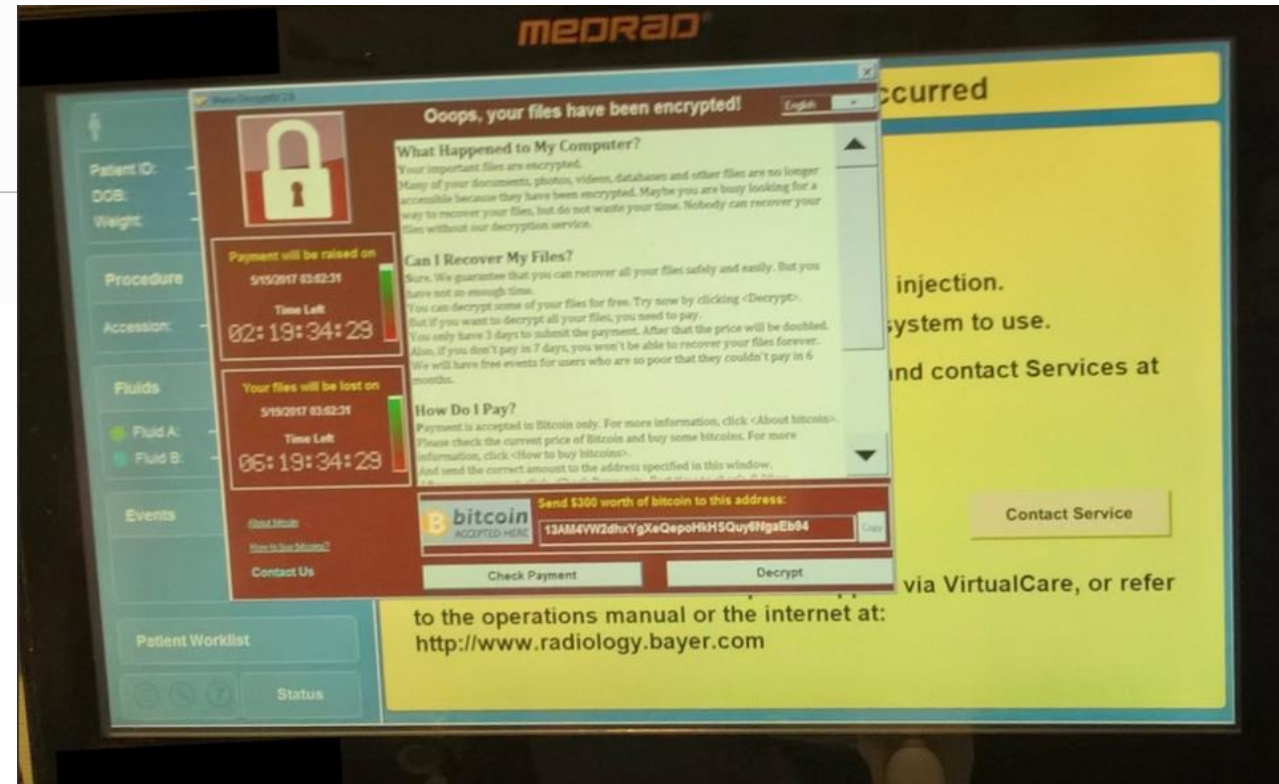 MEDRAD
Wana Decrypt0r 2.0
Ooops, your files have been encrypted!
English
ccurred
Patient ID:
DOB:
Weight:
Procedure
Accession:
Fluids
Fluid A:
Fluid B:
Events
Patient Worklist
Status
Payment will be raised on
5/15/2017 03:02:31
Time Left
02:19:34:29
Your files will be lost on
5/19/2017 03:02:31
Time Left
06:19:34:29
About bitcoin
How to buy bitcoins?
Contact Us
What Happened to My Computer?
Your important files are encrypted.
Many of your documents, photos, videos, databases and other files are no longer
accessible because they have been encrypted. Maybe you are busy looking for a
way to recover your files, but do not waste your time. Nobody can recover your
files without our decryption service.
Can I Recover My Files?
Sure. We guarantee that you can recover all your files safely and easily. But you
have not so enough time.
You can decrypt some of your files for free. Try now by clicking <Decrypt>.
But if you want to decrypt all your files, you need to pay.
You only have 3 days to submit the payment. After that the price will be doubled.
Also, if you don't pay in 7 days, you won't be able to recover your files forever.
We will have free events for users who are so poor that they couldn't pay in 6
months.
How Do I Pay?
Payment is accepted in Bitcoin only. For more information, click <About bitcoin>.
Please check the current price of Bitcoin and buy some bitcoins. For more
information, click <How to buy bitcoins>.
And send the correct amount to the address specified in this window.
bitcoin
ACCEPTED HERE
Send $300 worth of bitcoin to this address:
13AM4VW2dhxYgXeQepoHkHSQuy6NgaEb94
Copy
Check Payment
Decrypt
injection.
ystem to use.
and contact Services at
Contact Service
via VirtualCare, or refer
to the operations manual or the internet at:
http://www.radiology.bayer.com